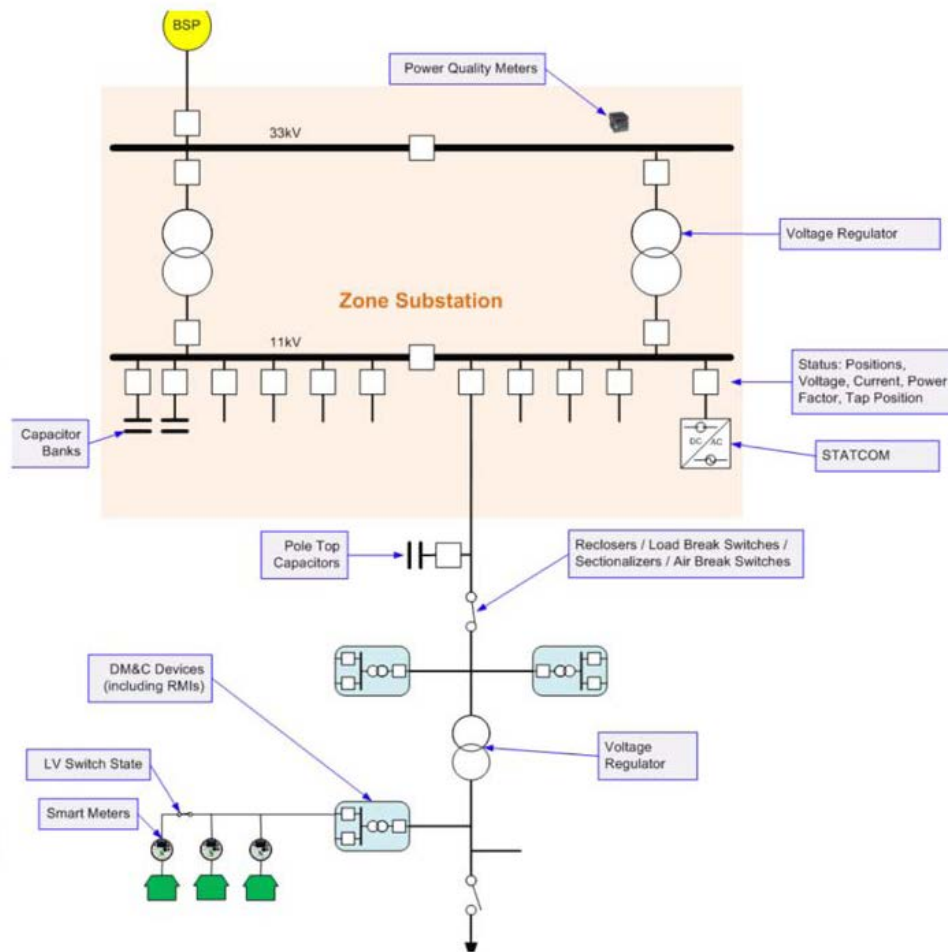 BSP
Power Quality Meters
33kV
Voltage Regulator
Zone Substation
11kV
Status: Positions,
Voltage, Current, Power
Factor, Tap Position
Capacitor
Banks
DC
AC
STATCOM
Pole Top
Capacitors
Reclosers / Load Break Switches /
Sectionalizers / Air Break Switches
DM&C Devices
(including RMIs)
Voltage
Regulator
LV Switch State
Smart Meters